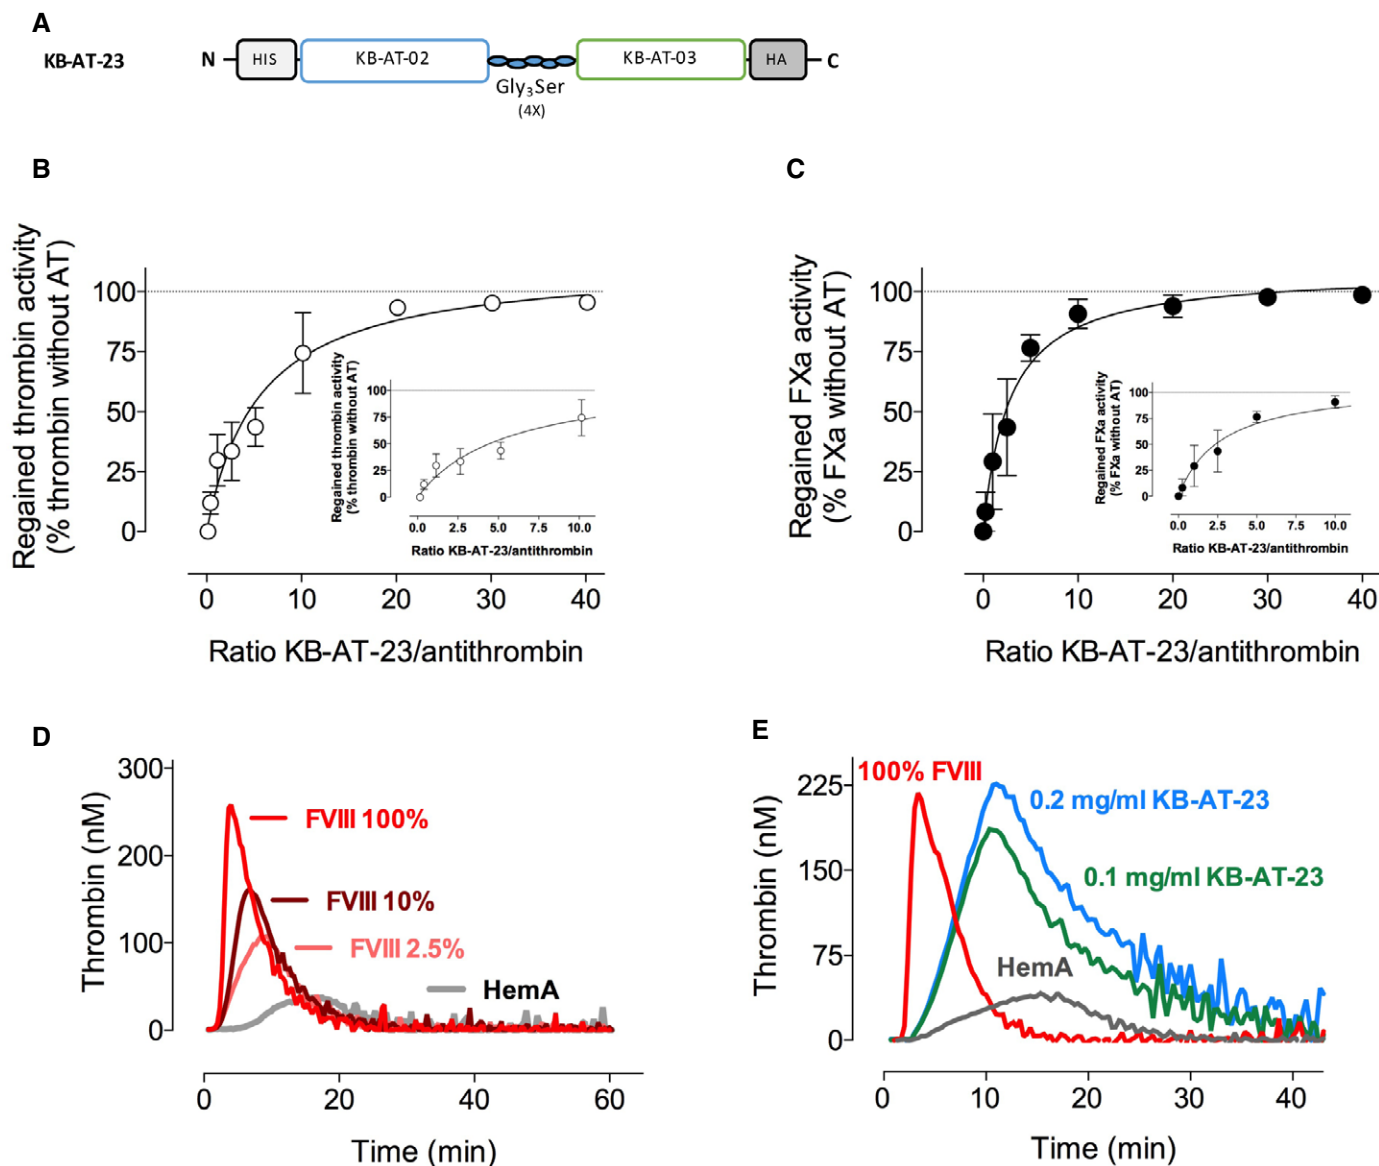 A
KB-AT-23
N
HIS
KB-AT-02
KB-AT-03
HA
C
Gly3Ser
(4X)
B
Regained thrombin activity
(% thrombin without AT)
100
75
50
25
0
0 10 20 30 40
Ratio KB-AT-23/antithrombin
Regained thrombin activity
(% thrombin without AT)
100
75
50
25
0
0.0 2.5 5.0 7.5 10.0
Ratio KB-AT-23/antithrombin
C
Regained FXa activity
(% FXa without AT)
100
75
50
25
0
0 10 20 30 40
Ratio KB-AT-23/antithrombin
Regained FXa activity
(% FXa without AT)
100
75
50
25
0
0.0 2.5 5.0 7.5 10.0
Ratio KB-AT-23/antithrombin
D
Thrombin (nM)
300
200
100
0
FVIII 100%
FVIII 10%
FVIII 2.5%
HemA
0 20 40 60
Time (min)
E
Thrombin (nM)
225
150
75
0
100% FVIII
0.2 mg/ml KB-AT-23
0.1 mg/ml KB-AT-23
HemA
0 10 20 30 40
Time (min)